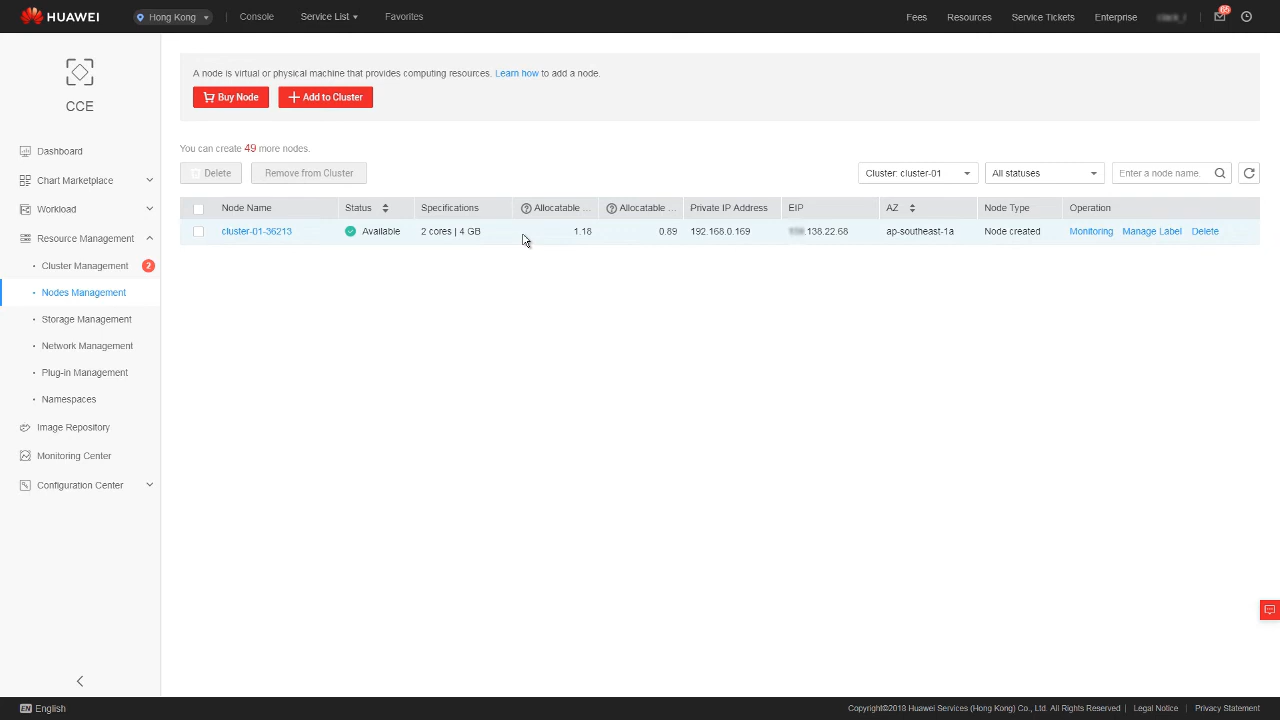 HUAWEI Hong Kong Console Service List Favorites Fees Resources Service Tickets Enterprise 65
CCE
Dashboard
Chart Marketplace
Workload
Resource Management
Cluster Management 2
Nodes Management
Storage Management
Network Management
Plug-in Management
Namespaces
Image Repository
Monitoring Center
Configuration Center
A node is virtual or physical machine that provides computing resources. Learn how to add a node.
Buy Node Add to Cluster
You can create 49 more nodes.
Delete Remove from Cluster Cluster: cluster-01 All statuses Enter a node name.
Node Name Status Specifications Allocatable ... Allocatable ... Private IP Address EIP AZ Node Type Operation
cluster-01-36213 Available 2 cores | 4 GB 1.18 0.89 192.168.0.169 138.22.68 ap-southeast-1a Node created Monitoring Manage Label Delete
EN English Copyright©2018 Huawei Services (Hong Kong) Co., Ltd. All Rights Reserved | Legal Notice | Privacy Statement